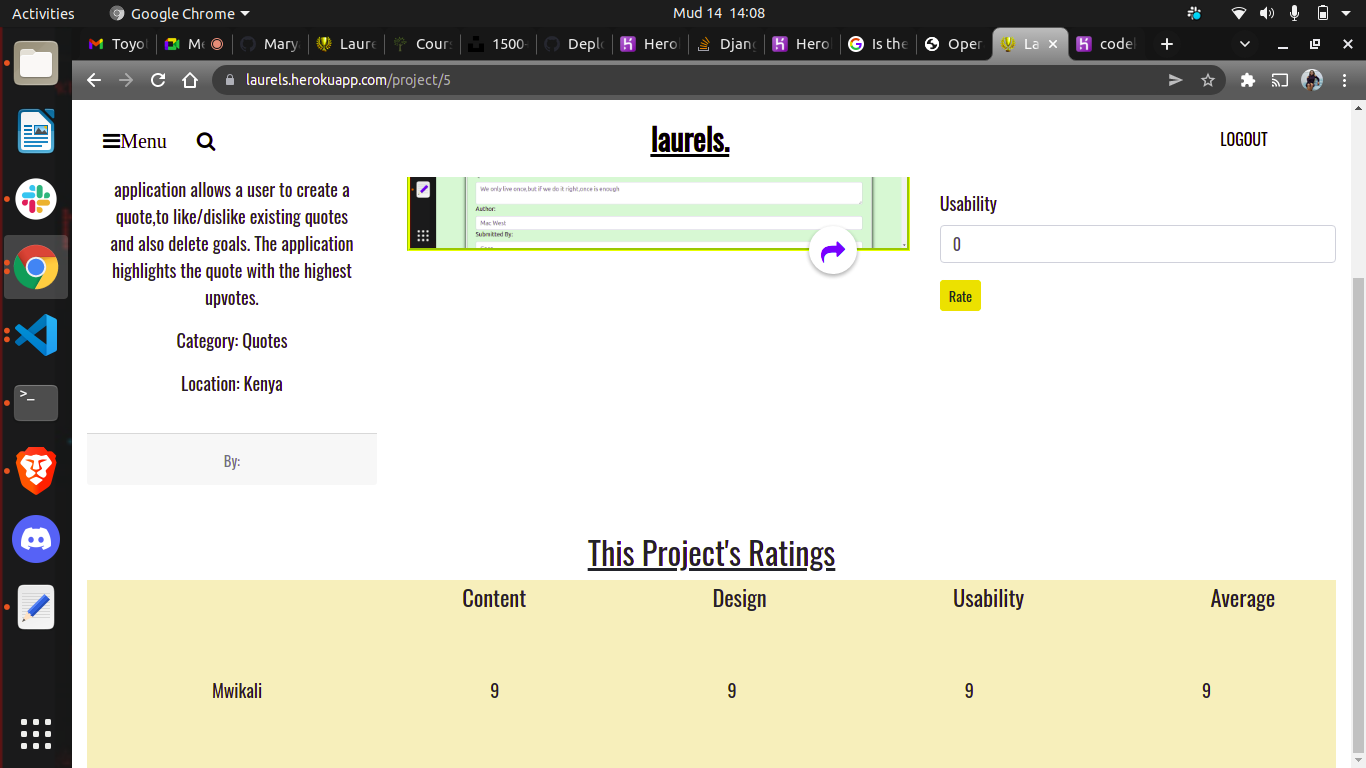 Activities
Google Chrome
Mud 14 14:08
Toyo
Me
Mary
Laure
Cours
1500-
Deplo
Hero
Djang
Hero
Is the
Oper
La
codel
laurels.herokuapp.com/project/5
Menu
laurels.
LOGOUT
application allows a user to create a
quote,to like/dislike existing quotes
and also delete goals. The application
highlights the quote with the highest
upvotes.
Category: Quotes
Location: Kenya
By:
We only live once,but if we do it right,once is enough
Author:
Mac West
Submitted By:
Usability
0
Rate
This Project's Ratings
Content Design Usability Average
Mwikali 9 9 9 9